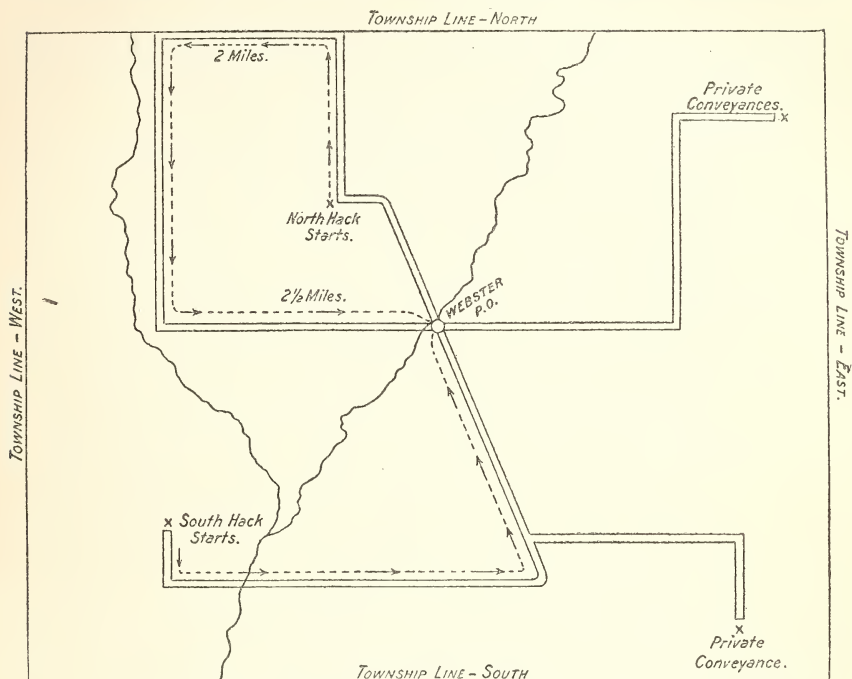 TOWNSHIP LINE – NORTH
2 Miles.
Private
Conveyances.
x
x
North Hack
Starts.
2½ Miles.
WEBSTER
P.O.
TOWNSHIP LINE – WEST.
TOWNSHIP LINE – EAST.
x South Hack
Starts.
x
Private
Conveyance.
TOWNSHIP LINE – SOUTH